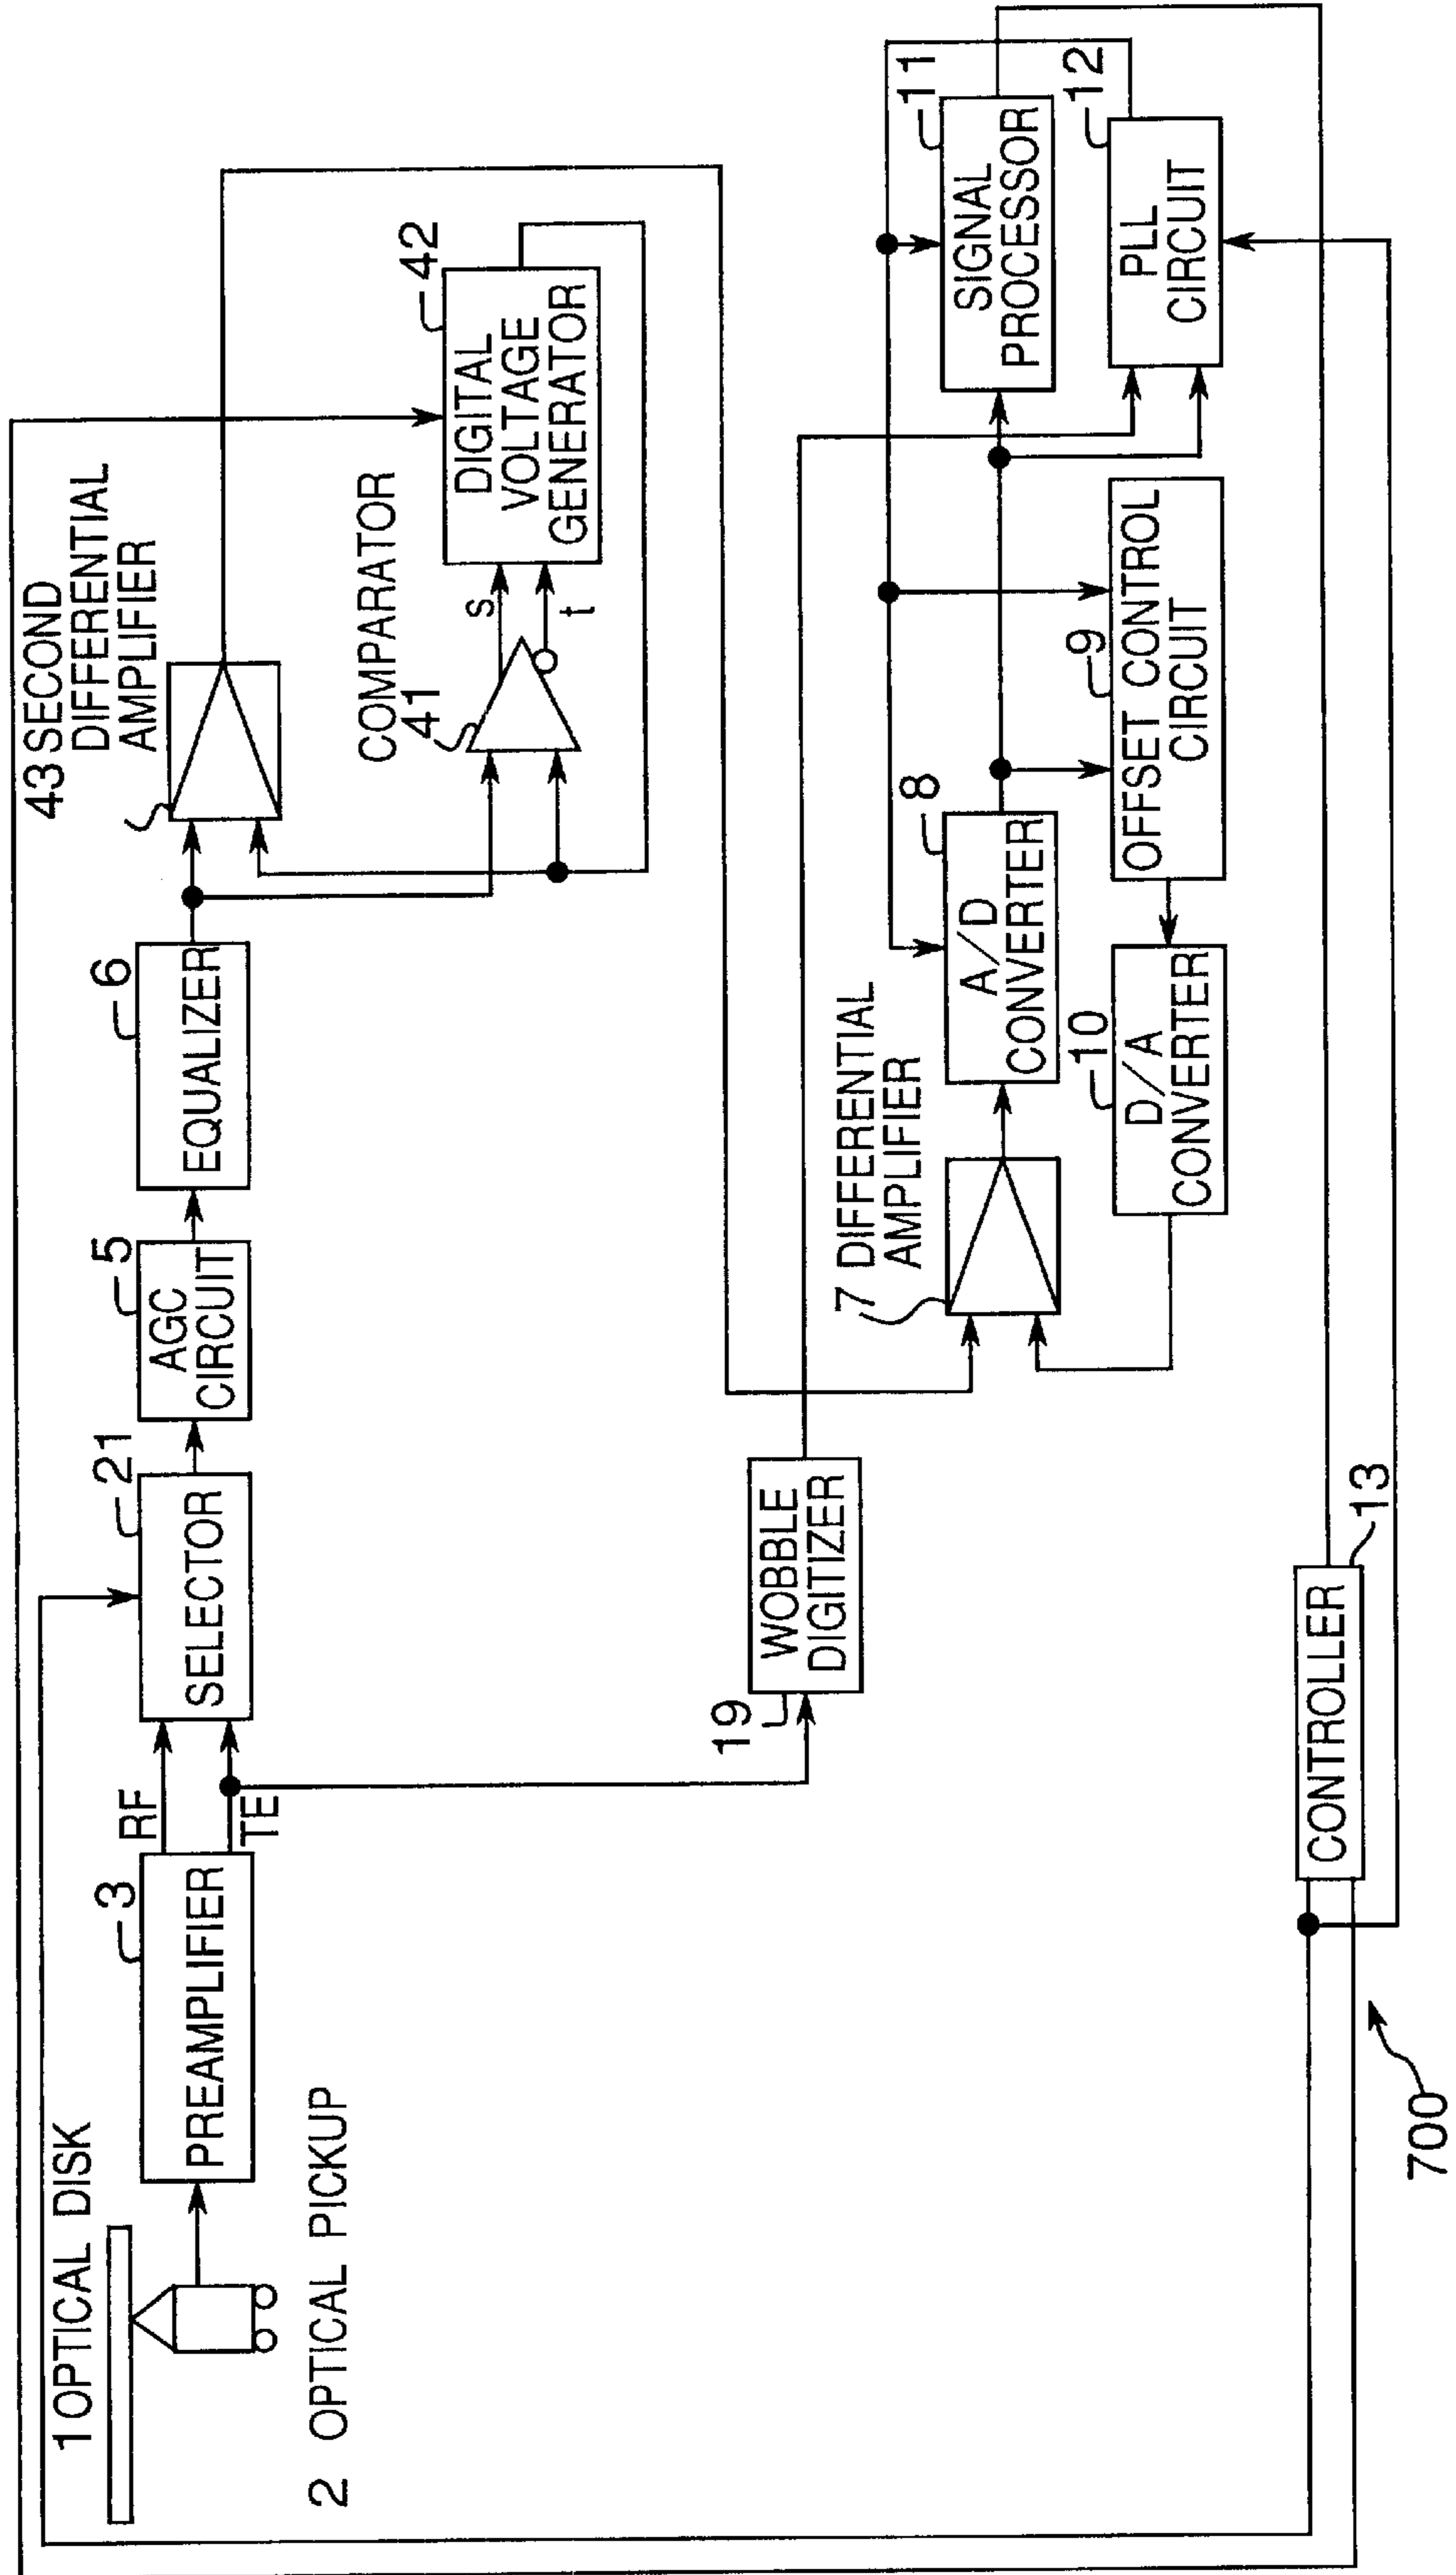 1 OPTICAL DISK
2 OPTICAL PICKUP
3
PREAMPLIFIER
RF
TE
21
SELECTOR
5
AGC
CIRCUIT
6
EQUALIZER
43 SECOND
DIFFERENTIAL
AMPLIFIER
COMPARATOR
41
s
t
42
DIGITAL
VOLTAGE
GENERATOR
19
WOBBLE
DIGITIZER
7 DIFFERENTIAL
AMPLIFIER
8
A/D
CONVERTER
10
D/A
CONVERTER
9
OFFSET CONTROL
CIRCUIT
11
SIGNAL
PROCESSOR
12
PLL
CIRCUIT
CONTROLLER
13
700